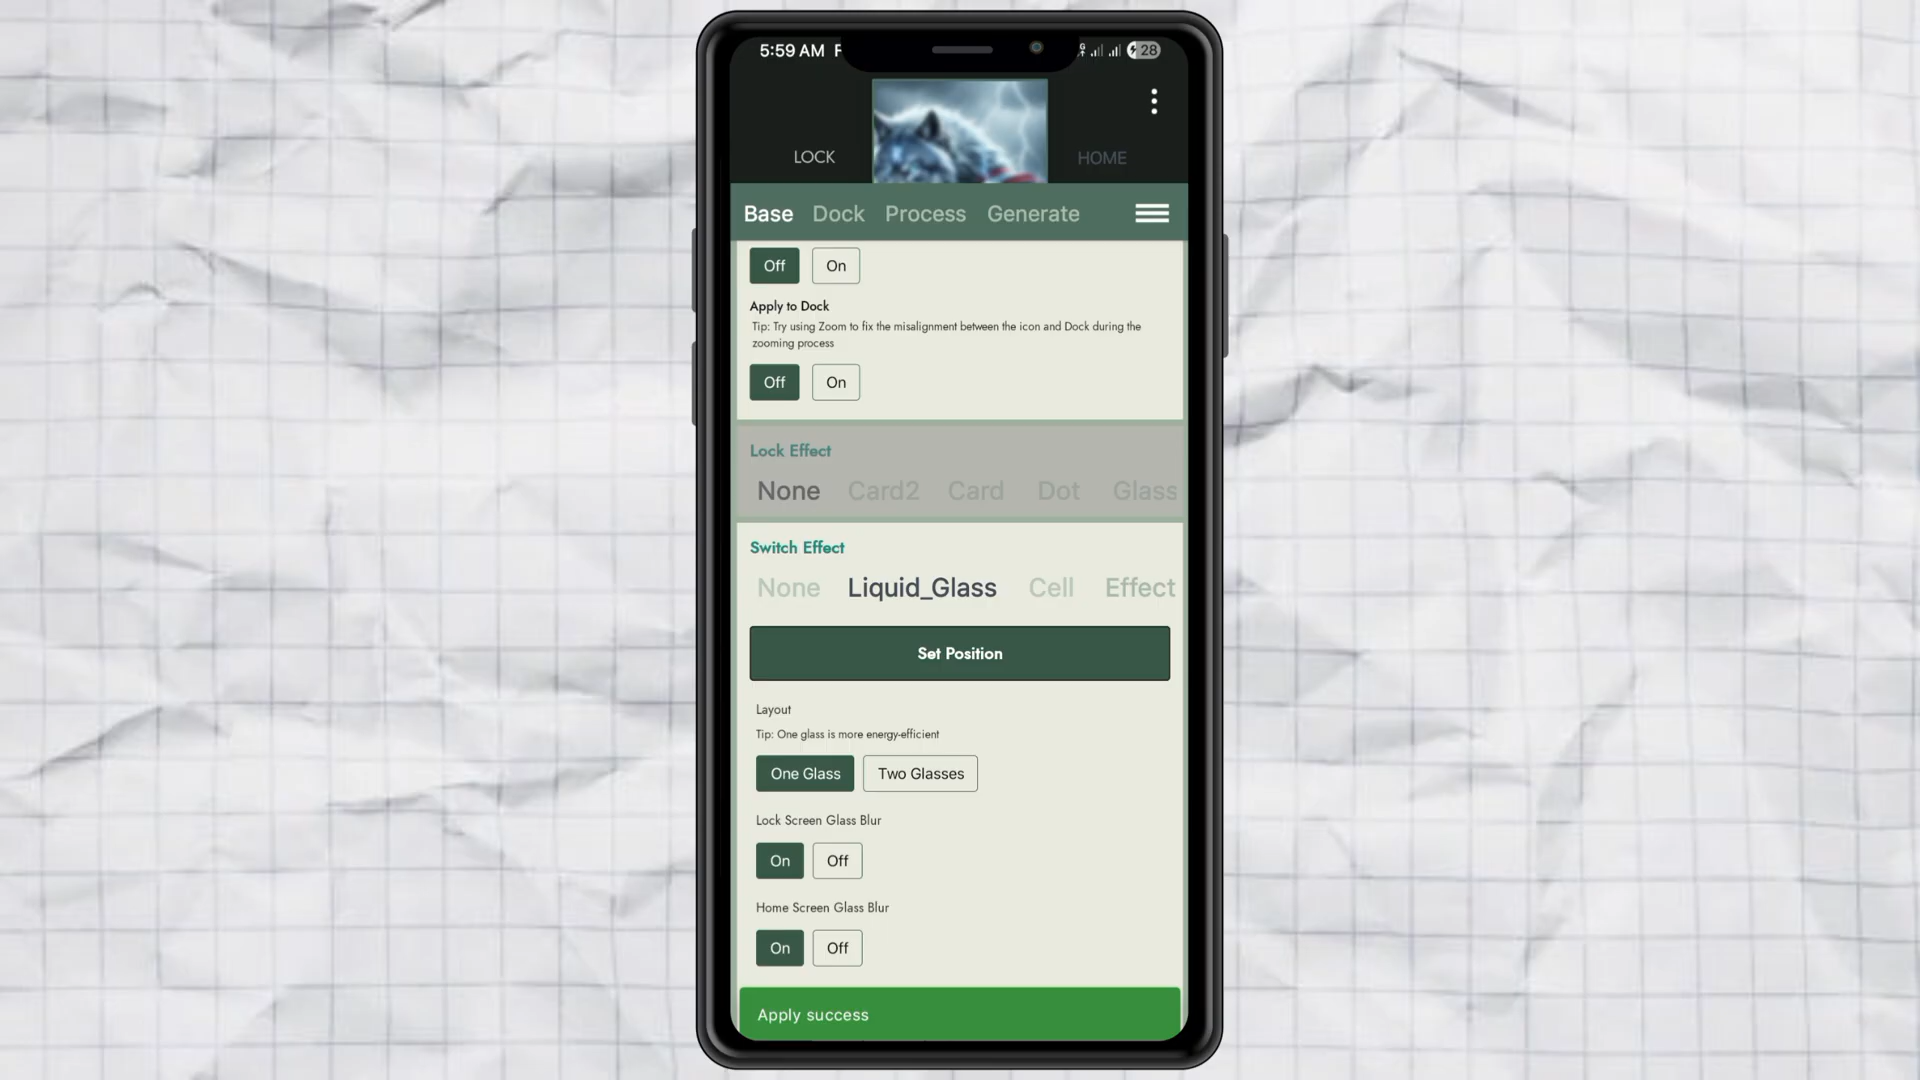 5:59 AM F
28
LOCK
HOME
Base Dock Process Generate
Off On
Apply to Dock
Tip: Try using Zoom to fix the misalignment between the icon and Dock during the
zooming process
Off On
Lock Effect
None Card2 Card Dot Glass
Switch Effect
None Liquid_Glass Cell Effect
Set Position
Layout
Tip: One glass is more energy-efficient
One Glass Two Glasses
Lock Screen Glass Blur
On Off
Home Screen Glass Blur
On Off
Apply success